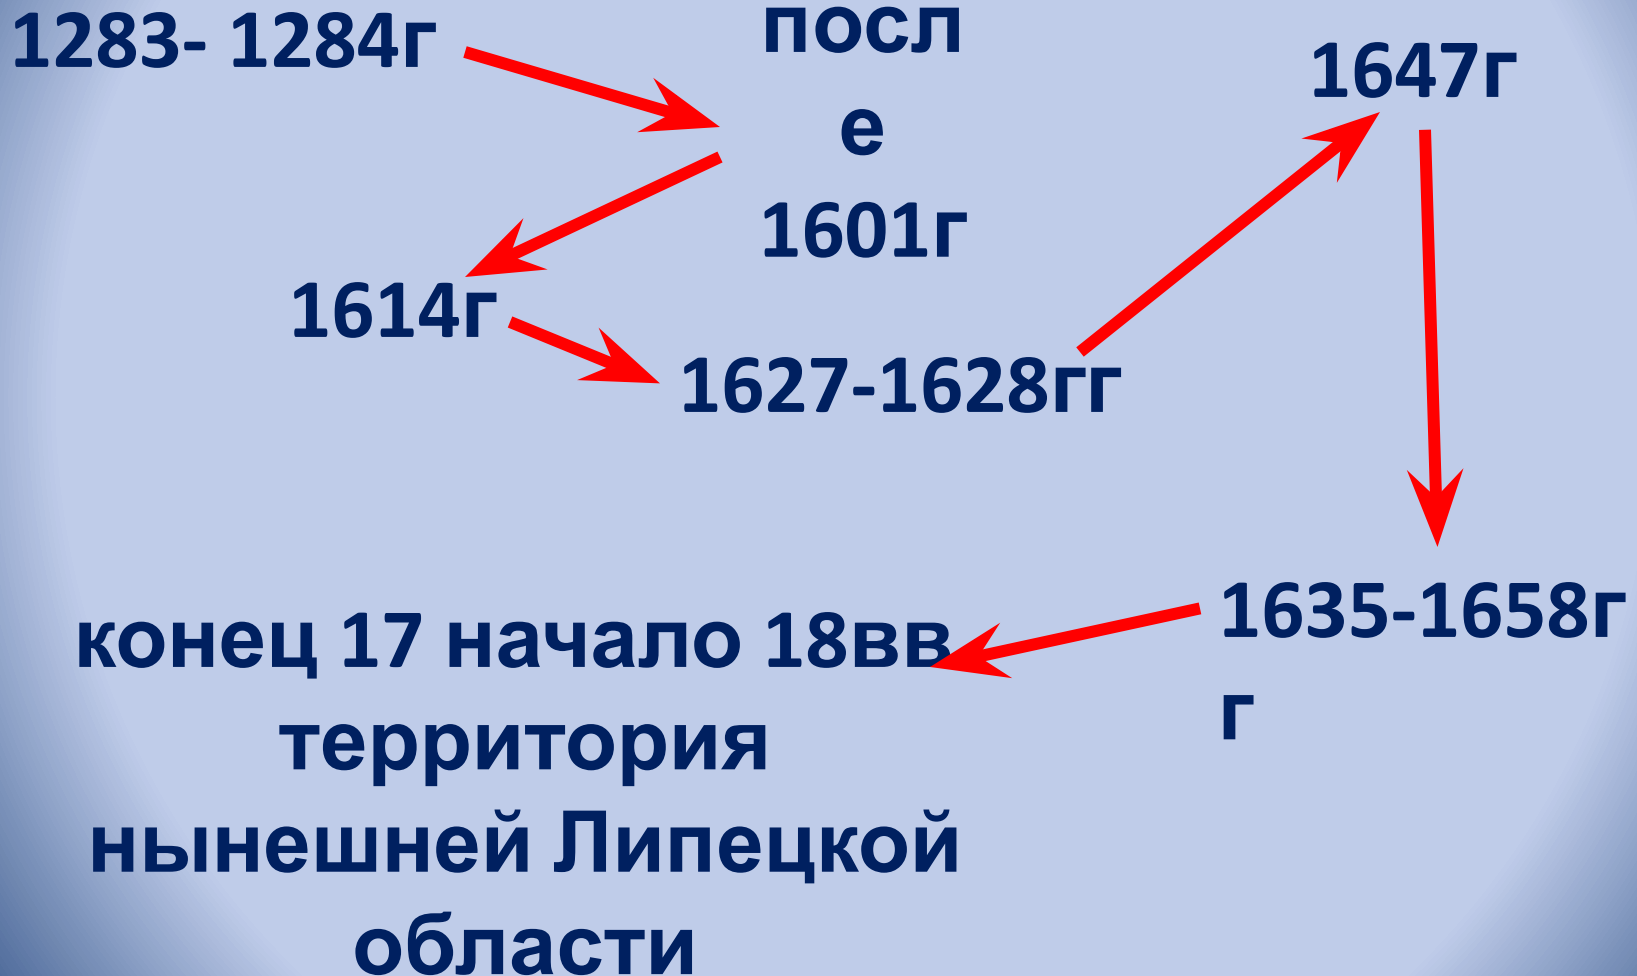 1283- 1284г
посл
е
1601г
1614г
1627-1628гг
1647г
1635-1658г
г
конец 17 начало 18вв
территория
нынешней Липецкой
области